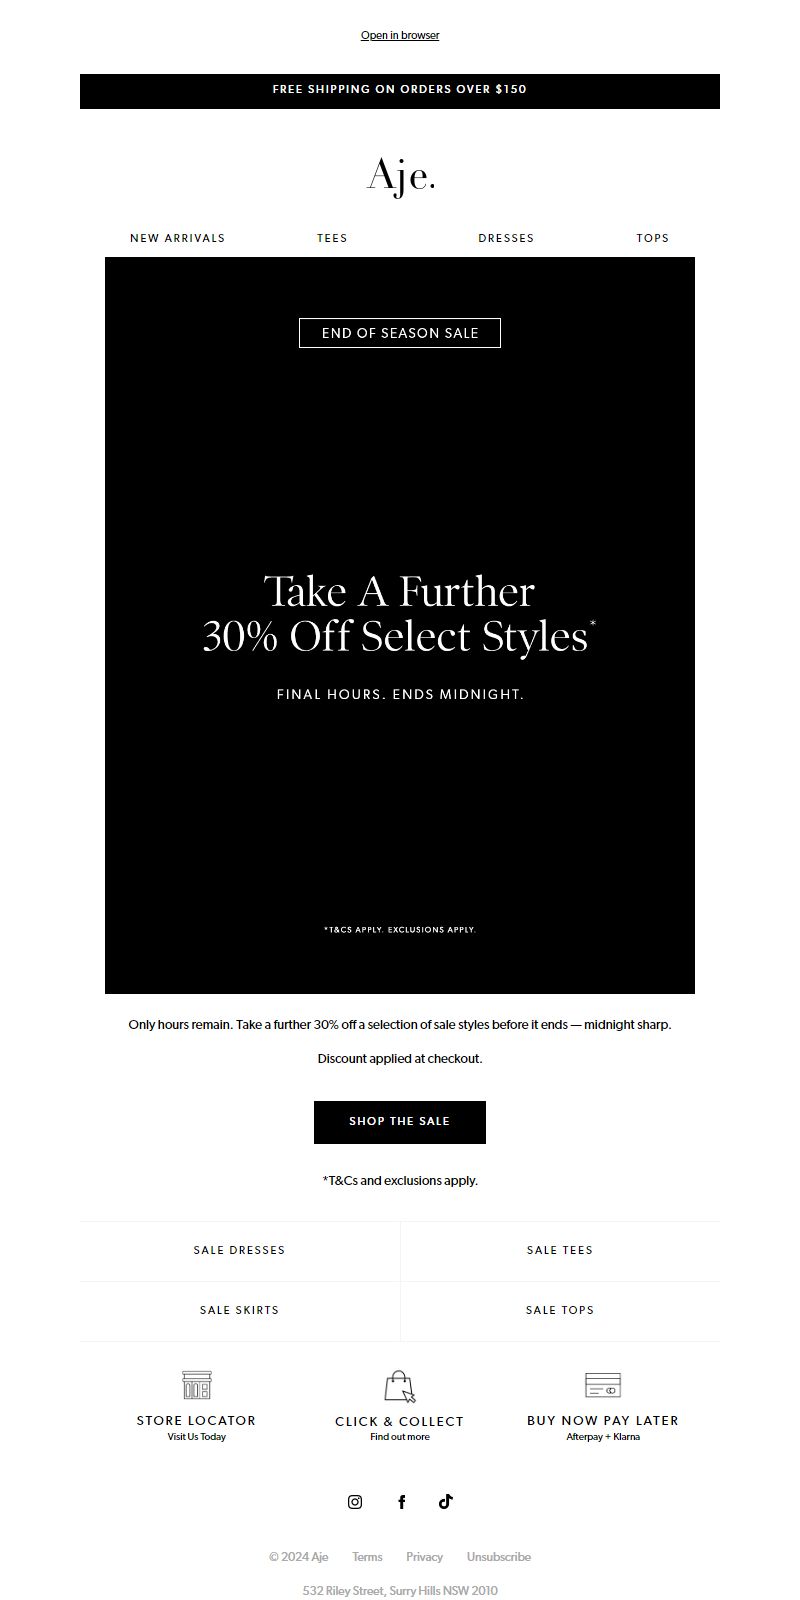 Open in browser
FREE SHIPPING ON ORDERS OVER $150
Aje.
NEW ARRIVALS TEES DRESSES TOPS
END OF SEASON SALE
Take A Further
30% Off Select Styles*
FINAL HOURS. ENDS MIDNIGHT.
*T&CS APPLY. EXCLUSIONS APPLY.
Only hours remain. Take a further 30% off a selection of sale styles before it ends — midnight sharp.
Discount applied at checkout.
SHOP THE SALE
*T&Cs and exclusions apply.
SALE DRESSES SALE TEES
SALE SKIRTS SALE TOPS
STORE LOCATOR CLICK & COLLECT BUY NOW PAY LATER
Visit Us Today Find out more Afterpay + Klarna
© 2024 Aje Terms Privacy Unsubscribe
532 Riley Street, Surry Hills NSW 2010